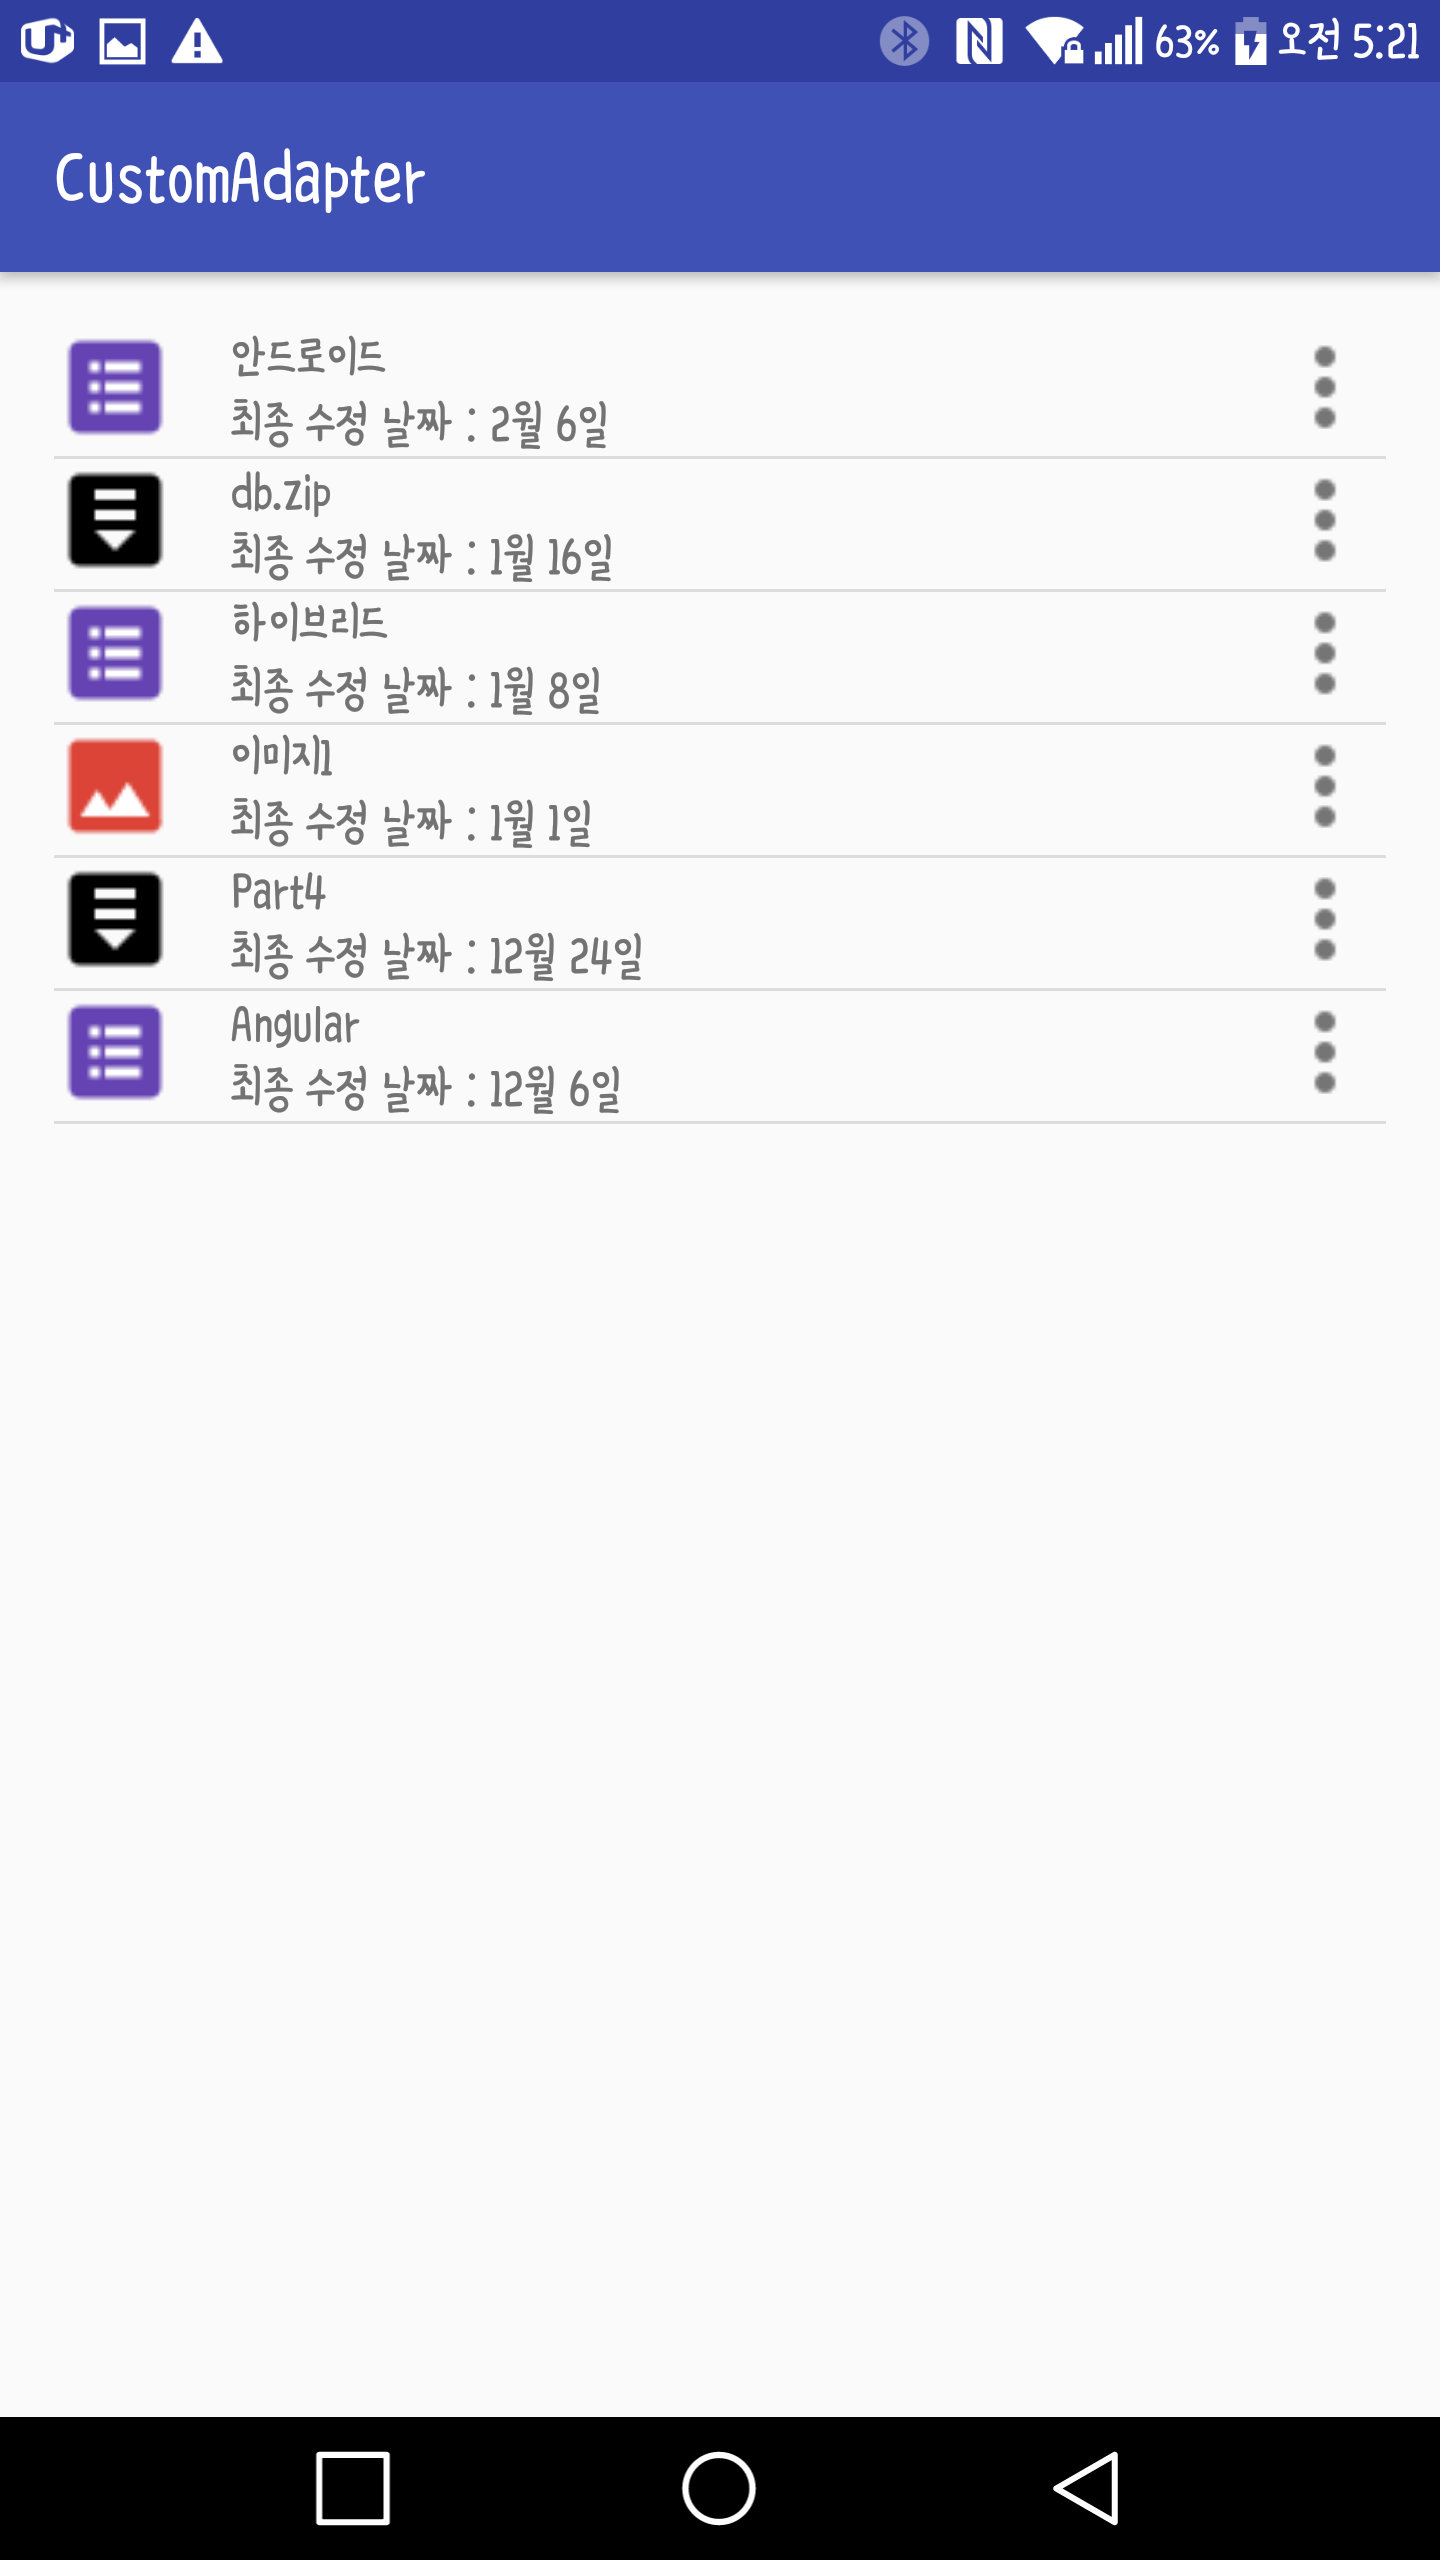 63% 오전 5:21
CustomAdapter
안드로이드
최종 수정 날짜 : 2월 6일
db.zip
최종 수정 날짜 : 1월 16일
하이브리드
최종 수정 날짜 : 1월 8일
이미지1
최종 수정 날짜 : 1월 1일
Part4
최종 수정 날짜 : 12월 24일
Angular
최종 수정 날짜 : 12월 6일